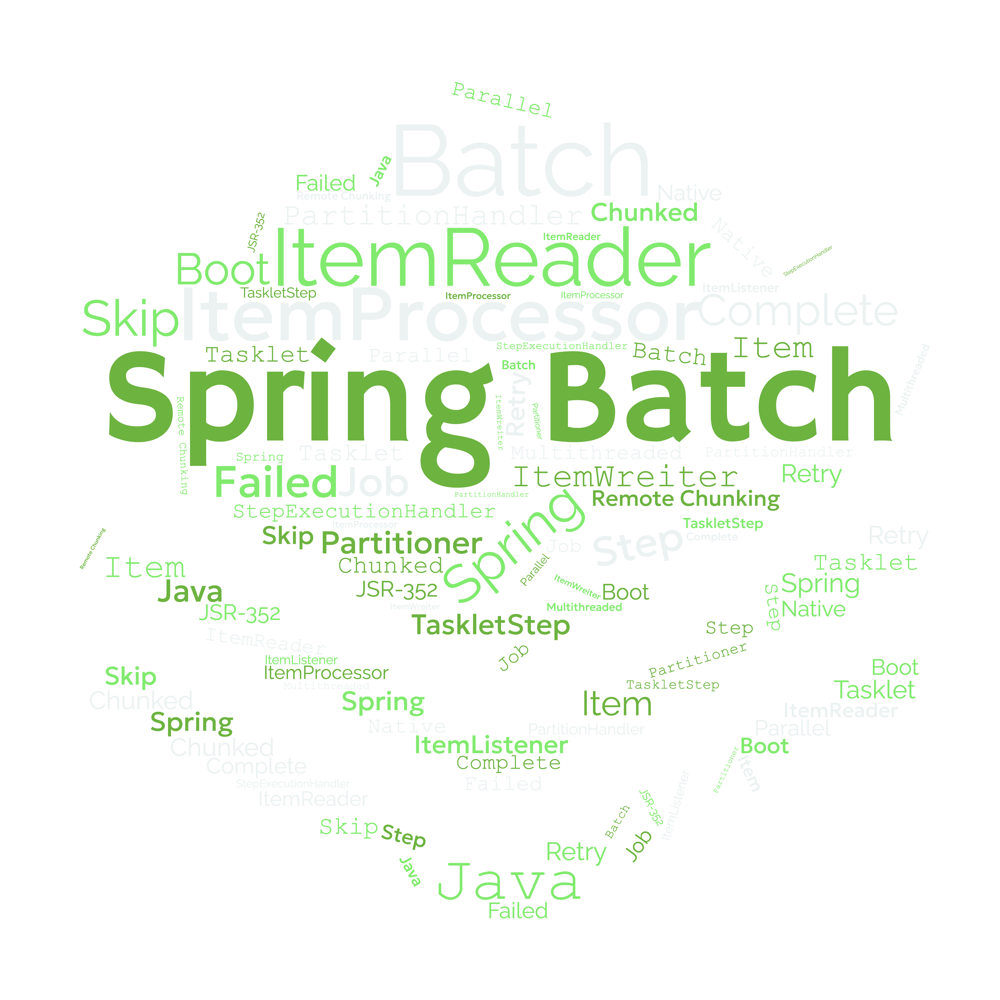 Parallel
Batch
Java
Failed
Remote Chunking
Native
PartitionHandler
Chunked
JSR-352
ItemReader
ItemReader
Native
Boot
StepExecutionHandler
TaskletStep
ItemProcessor
ItemProcessor
ItemListener
Skip
ItemProcessor
Complete
Tasklet
Parallel
StepExecutionHandler
Batch
Item
Batch
Multithreaded
Spring Batch
Retry
ItemWreiter
Partitioner
Remote Chunking
Spring
Tasklet
Multithreaded
PartitionHandler
Failed
Job
ItemWreiter
Retry
PartitionHandler
Remote Chunking
StepExecutionHandler
ItemProcessor
Spring
TaskletStep
Skip
Partitioner
Job
Step
Complete
Retry
Remote Chunking
Item
Chunked
Parallel
Tasklet
Java
JSR-352
ItemWreiter
Boot
Spring
Step
JSR-352
ItemWreiter
Multithreaded
Native
TaskletStep
ItemReader
Step
Job
Partitioner
ItemListener
ItemProcessor
Boot
Skip
Multithreaded
TaskletStep
Tasklet
Chunked
Spring
Item
ItemReader
Spring
Native
PartitionHandler
Parallel
Chunked
ItemListener
Boot
Complete
Complete
Partitioner
Item
StepExecutionHandler
Failed
ItemReader
JSR-352
ItemListener
Skip
Step
Batch
Job
Retry
Java
Java
Failed